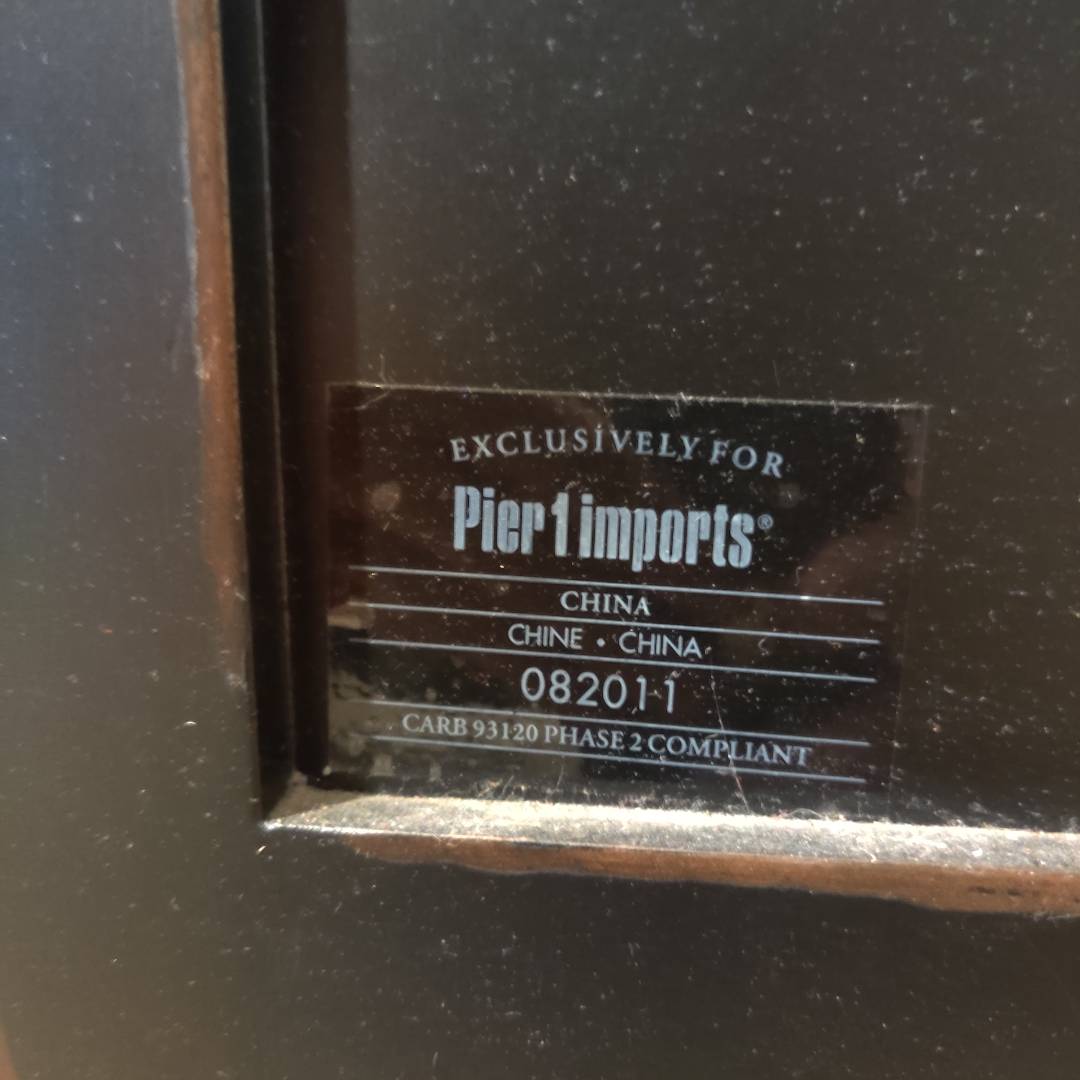 EXCLUSIVELY FOR
Pier 1 imports®
CHINA
CHINE • CHINA
082011
CARB 93120 PHASE 2 COMPLIANT